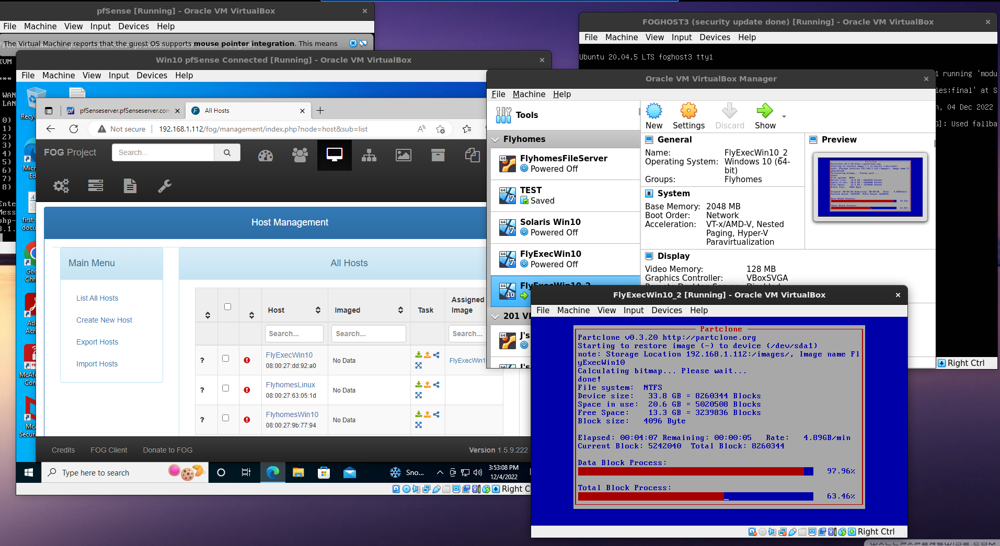 pfSense [Running] - Oracle VM VirtualBox
File Machine View Input Devices Help
The Virtual Machine reports that the guest OS supports mouse pointer integration. This means
KVM
***
WAN
LAN
0)
1)
2)
3)
4)
5)
6)
7)
8)
Ente
Mess
php-
3.1.
Win10 pfSense Connected [Running] - Oracle VM VirtualBox
File Machine View Input Devices Help
Recyc
Micr
Ed
first s
docu
Goo
Chr
Ad
Acro
McAf
Con
McA
Securi
pfSenseserver.pfSenseserver.com
All Hosts
Not secure 192.168.1.112/fog/management/index.php?node=host&sub=list
FOG Project
Search...
Host Management
Main Menu
List All Hosts
Create New Host
Export Hosts
Import Hosts
All Hosts
Host Imaged Task Assigned Image
Search... Search... Search...
? FlyExecWin10 No Data FlyExecWin1
08:00:27:dd:92:a0
? FlyhomesLinux No Data
08:00:27:63:05:1d
? FlyhomesWin10 No Data
08:00:27:9b:77:94
Credits FOG Client Donate to FOG Version 1.5.9.222
Type here to search
Sno...
3:53:08 PM
12/4/2022
Right C
FOGHOST3 (security update done) [Running] - Oracle VM VirtualBox
File Machine View Input Devices Help
Ubuntu 20.04.5 LTS foghost3 tty1
1 running 'modu
les:final' at S
n, 04 Dec 2022
G]: Used fallba
Right Ctrl
Oracle VM VirtualBox Manager
File Machine Help
Tools
Flyhomes
FlyhomesFileServer
Powered Off
TEST
Saved
Solaris Win10
Powered Off
FlyExecWin10
Powered Off
FlyExecWin10_2
201 VI
J's
J's
New Settings Discard Show
General
Name: FlyExecWin10_2
Operating System: Windows 10 (64-
bit)
Groups: Flyhomes
System
Base Memory: 2048 MB
Boot Order: Network
Acceleration: VT-x/AMD-V, Nested
Paging, Hyper-V
Paravirtualization
Preview
Display
Video Memory: 128 MB
Graphics Controller: VBoxSVGA
Remote Desktop Server: Disabled
FlyExecWin10_2 [Running] - Oracle VM VirtualBox
File Machine View Input Devices Help
Partclone
Partclone v0.3.20 http://partclone.org
Starting to restore image (-) to device (/dev/sda1)
note: Storage Location 192.168.1.112:/images/, Image name Fl
yExecWin10
Calculating bitmap... Please wait...
done!
File system: NTFS
Device size: 33.8 GB = 8260344 Blocks
Space in use: 20.6 GB = 5020508 Blocks
Free Space: 13.3 GB = 3239836 Blocks
Block size: 4096 Byte
Elapsed: 00:04:07 Remaining: 00:00:05 Rate: 4.89GB/min
Current Block: 5242040 Total Block: 8260344
Data Block Process:
97.96%
Total Block Process:
63.46%
Right Ctrl
WALLPAPERSWIDE.COM